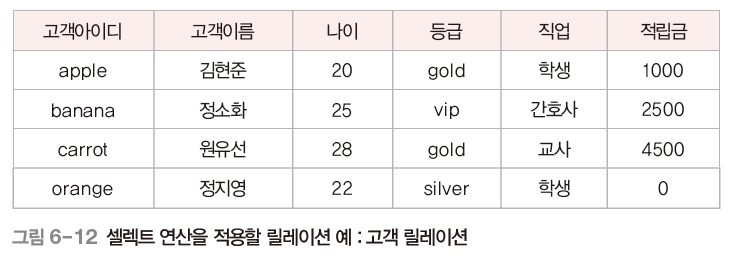 고객아이디 고객이름 나이 등급 직업 적립금
apple 김현준 20 gold 학생 1000
banana 정소화 25 vip 간호사 2500
carrot 원유선 28 gold 교사 4500
orange 정지영 22 silver 학생 0
그림 6-12 셀렉트 연산을 적용할 릴레이션 예 : 고객 릴레이션